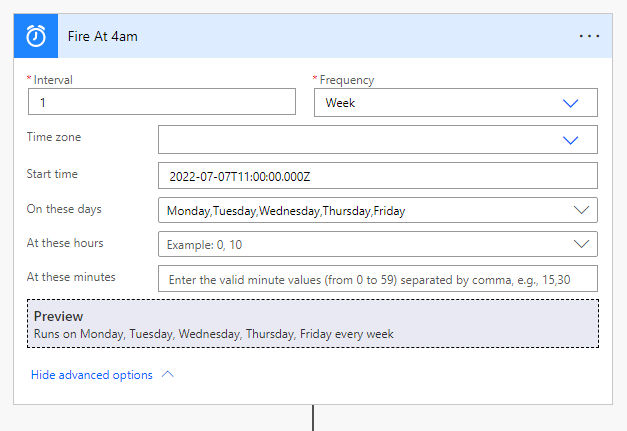 Fire At 4am
* Interval
1
* Frequency
Week
Time zone
Start time
2022-07-07T11:00:00.000Z
On these days
Monday,Tuesday,Wednesday,Thursday,Friday
At these hours
Example: 0, 10
At these minutes
Enter the valid minute values (from 0 to 59) separated by comma, e.g., 15,30
Preview
Runs on Monday, Tuesday, Wednesday, Thursday, Friday every week
Hide advanced options